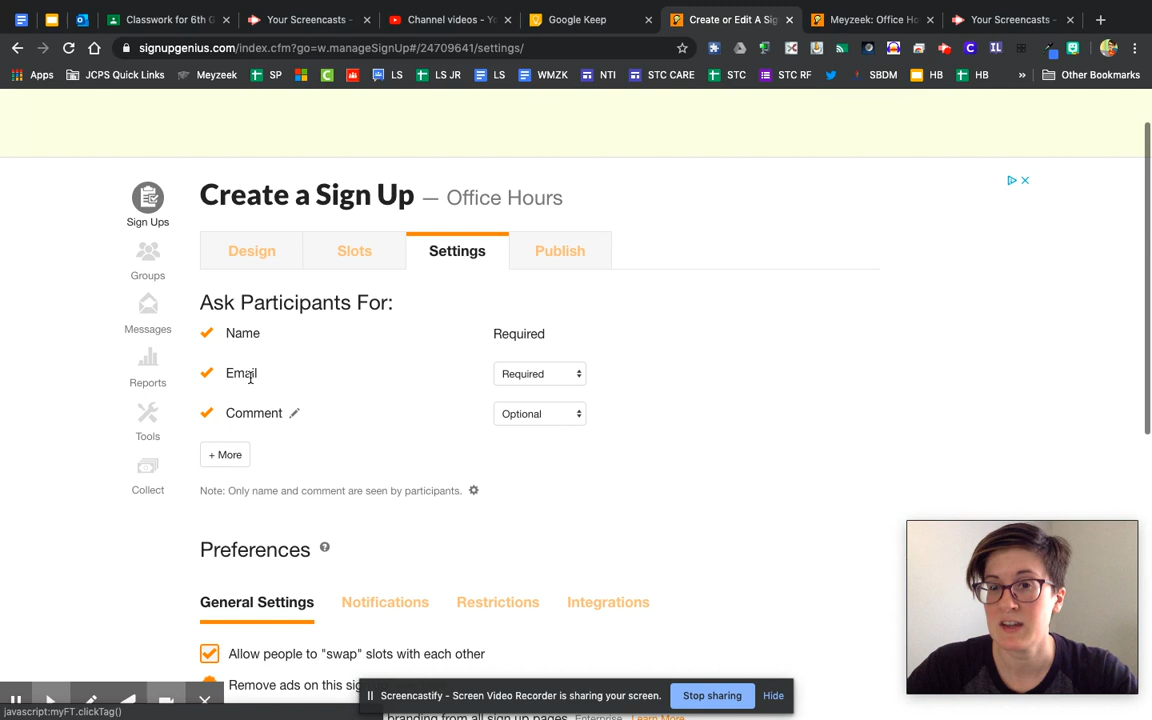 Classwork for 6th G
Your Screencasts -
Channel videos - Yo
Google Keep
Create or Edit A Sig
Meyzeek: Office Ho
Your Screencasts -
signupgenius.com/index.cfm?go=w.manageSignUp#/24709641/settings/
Apps JCPS Quick Links Meyzeek SP LS LS JR LS WMZK NTI STC CARE STC STC RF SBDM HB HB » Other Bookmarks
Create a Sign Up — Office Hours
Sign Ups
Groups
Messages
Reports
Tools
Collect
Design Slots Settings Publish
Ask Participants For:
Name Required
Email Required
Comment Optional
+ More
Note: Only name and comment are seen by participants.
Preferences
General Settings Notifications Restrictions Integrations
Allow people to "swap" slots with each other
Remove ads on this sig
Screencastify - Screen Video Recorder is sharing your screen. Stop sharing Hide
javascript:myFT.clickTag()
branding from all sign up pages. Enterprise Learn More